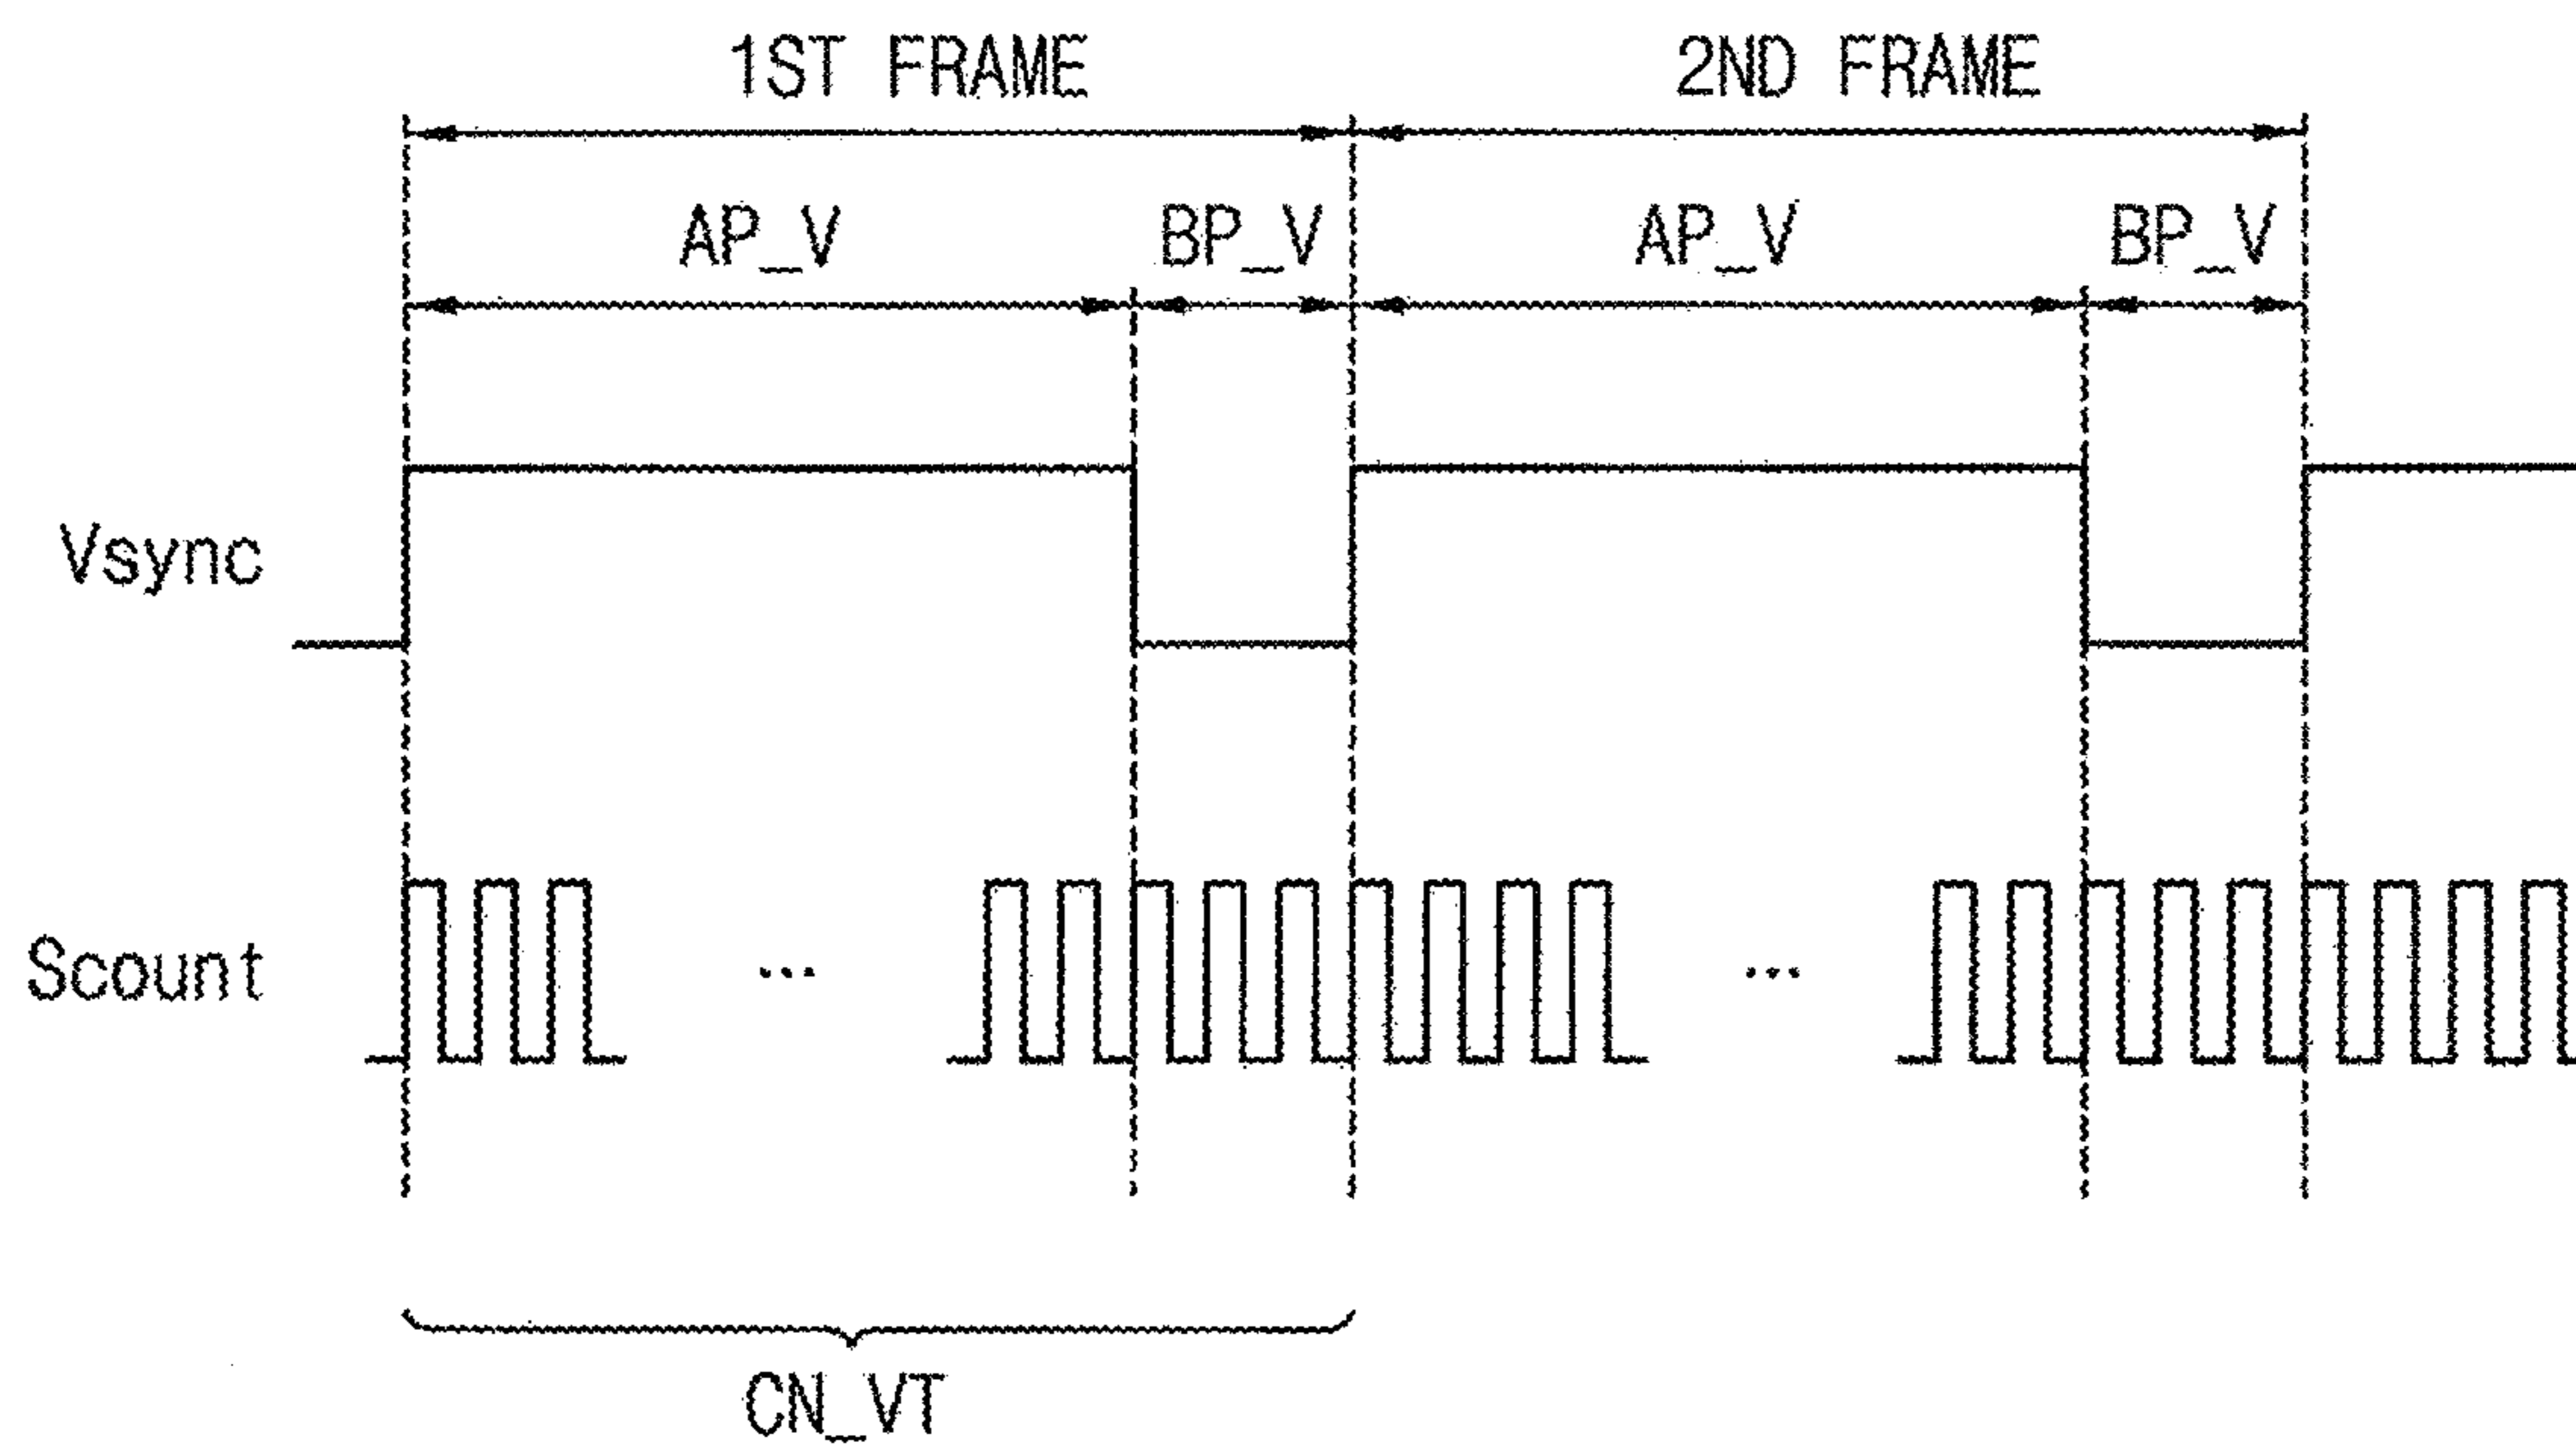 1ST FRAME 2ND FRAME
AP_V BP_V AP_V BP_V
Vsync
Scount ... ...
CN_VT